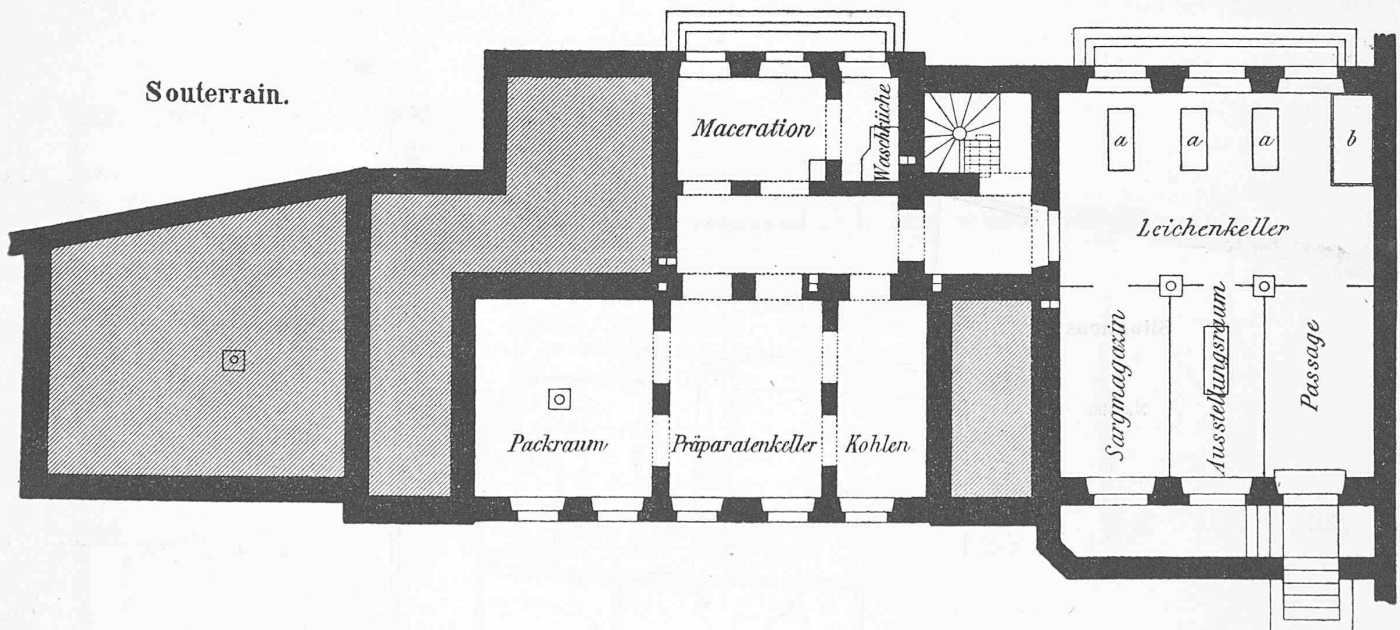 Souterrain.
Maceration
Waschküche
a
a
a
b
Leichenkeller
Sargmagazin
Ausstellungsraum
Passage
Packraum
Präparatenkeller
Kohlen